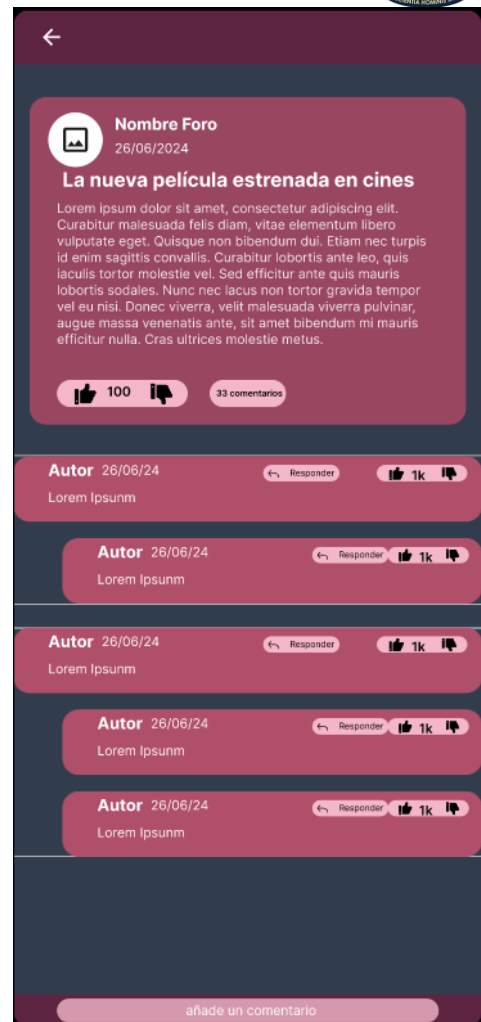 Nombre Foro
26/06/2024
La nueva película estrenada en cines
Lorem ipsum dolor sit amet, consectetur adipiscing elit.
Curabitur malesuada felis diam, vitae elementum libero
vulputate eget. Quisque non bibendum dui. Etiam nec turpis
id enim sagittis convallis. Curabitur lobortis ante leo, quis
iaculis tortor molestie vel. Sed efficitur ante quis mauris
lobortis sodales. Nunc nec lacus non tortor gravida tempor
vel eu nisi. Donec viverra, velit malesuada viverra pulvinar,
augue massa venenatis ante, sit amet bibendum mi mauris
efficitur nulla. Cras ultrices molestie metus.
100 33 comentarios
Autor 26/06/24 Responder 1k
Lorem Ipsunm
Autor 26/06/24 Responder 1k
Lorem Ipsunm
Autor 26/06/24 Responder 1k
Lorem Ipsunm
Autor 26/06/24 Responder 1k
Lorem Ipsunm
Autor 26/06/24 Responder 1k
Lorem Ipsunm
añade un comentario